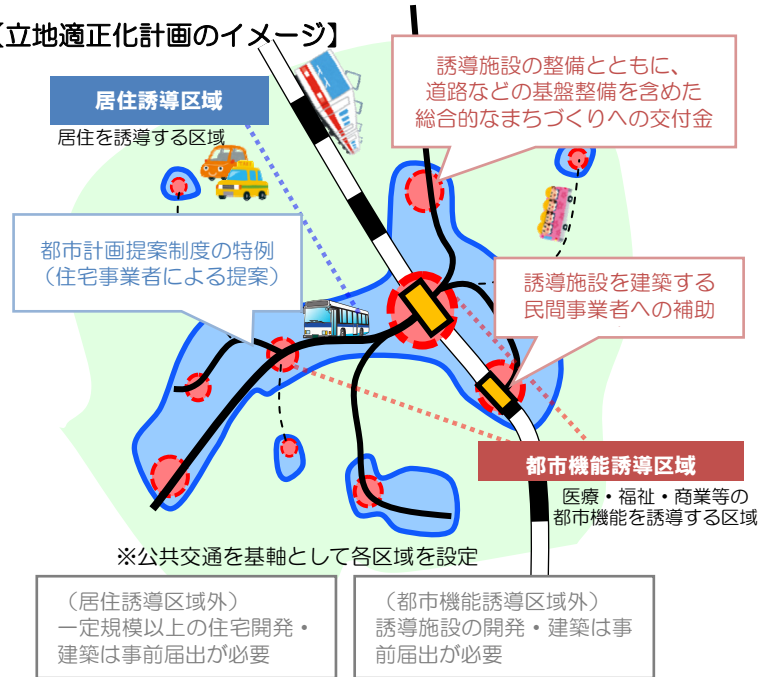 【立地適正化計画のイメージ】
誘導施設の整備とともに、
道路などの基盤整備を含めた
総合的なまちづくりへの交付金
居住誘導区域
居住を誘導する区域
都市計画提案制度の特例
（住宅事業者による提案）
誘導施設を建築する
民間事業者への補助
都市機能誘導区域
医療・福祉・商業等の
都市機能を誘導する区域
※公共交通を基軸として各区域を設定
（居住誘導区域外）
一定規模以上の住宅開発・
建築は事前届出が必要
（都市機能誘導区域外）
誘導施設の開発・建築は事
前届出が必要